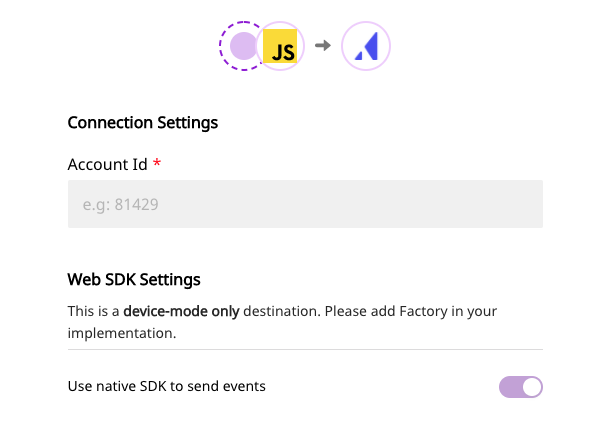 JS
Connection Settings
Account Id *
e.g: 81429
Web SDK Settings
This is a device-mode only destination. Please add Factory in your
implementation.
Use native SDK to send events